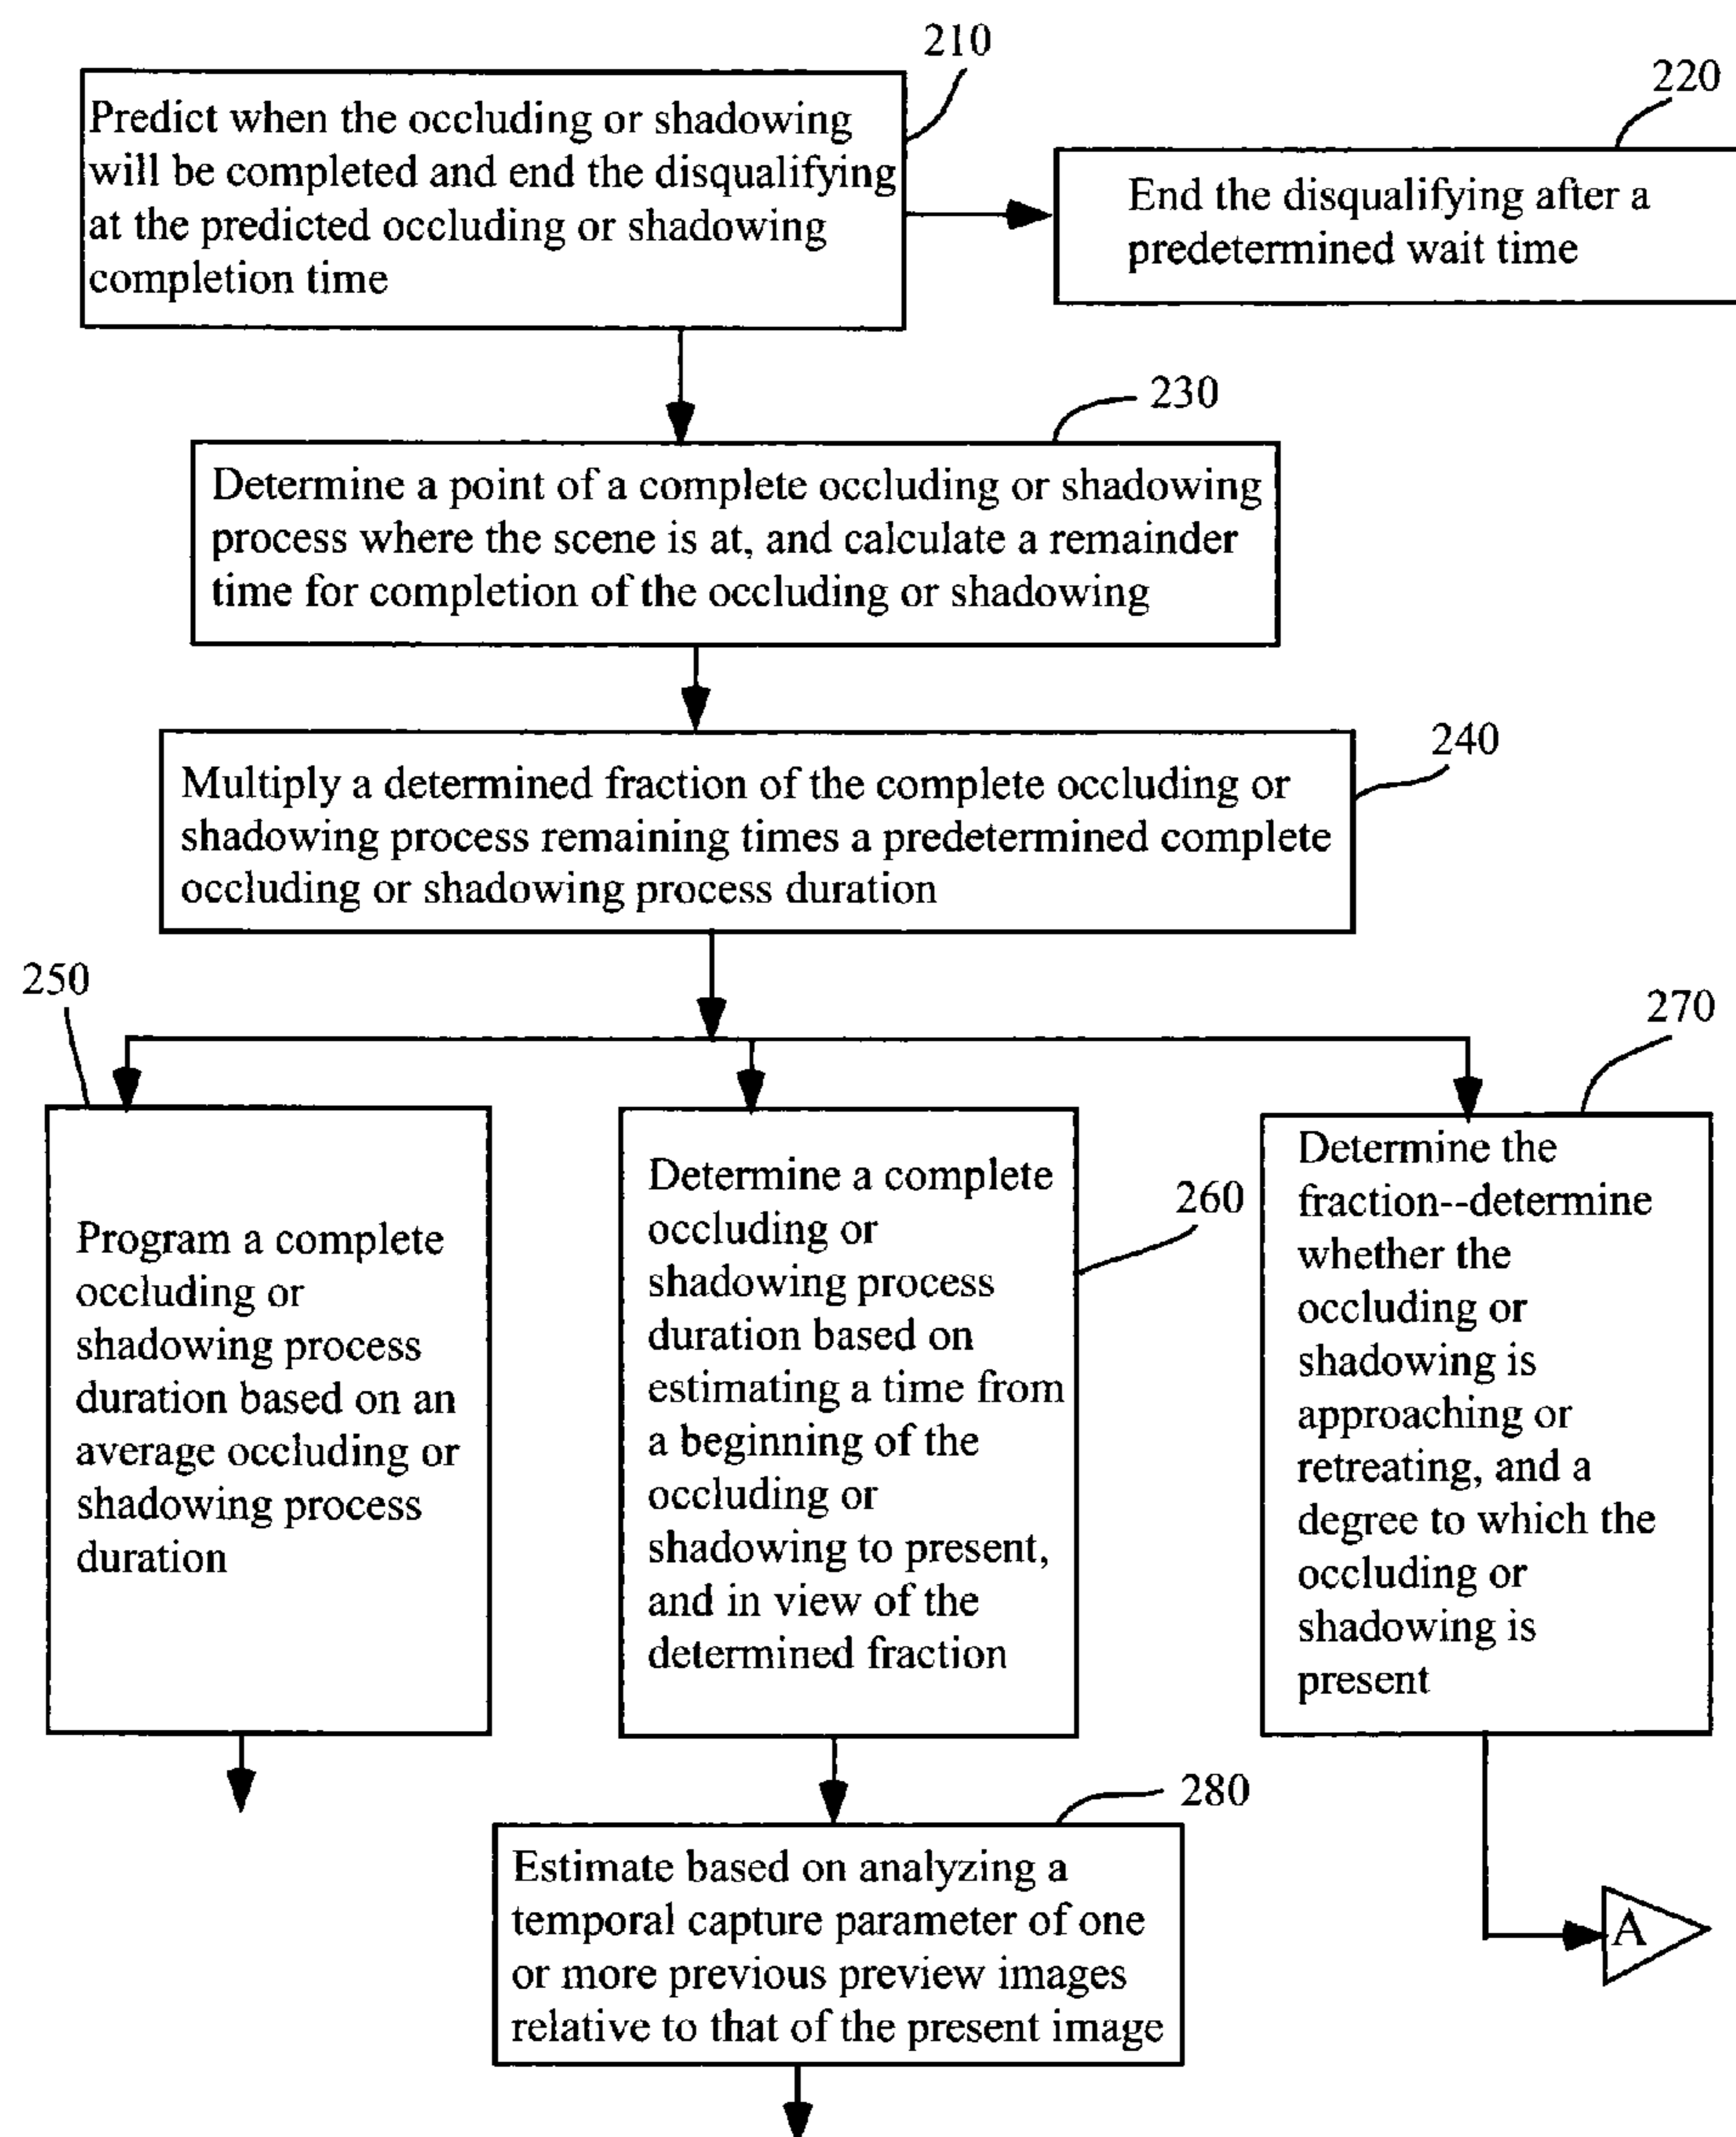 210
Predict when the occluding or shadowing
will be completed and end the disqualifying
at the predicted occluding or shadowing
completion time
220
End the disqualifying after a
predetermined wait time
230
Determine a point of a complete occluding or shadowing
process where the scene is at, and calculate a remainder
time for completion of the occluding or shadowing
240
Multiply a determined fraction of the complete occluding or
shadowing process remaining times a predetermined complete
occluding or shadowing process duration
250
Program a complete
occluding or
shadowing process
duration based on an
average occluding or
shadowing process
duration
260
Determine a complete
occluding or
shadowing process
duration based on
estimating a time from
a beginning of the
occluding or
shadowing to present,
and in view of the
determined fraction
270
Determine the
fraction--determine
whether the
occluding or
shadowing is
approaching or
retreating, and a
degree to which the
occluding or
shadowing is
present
280
Estimate based on analyzing a
temporal capture parameter of one
or more previous preview images
relative to that of the present image
A